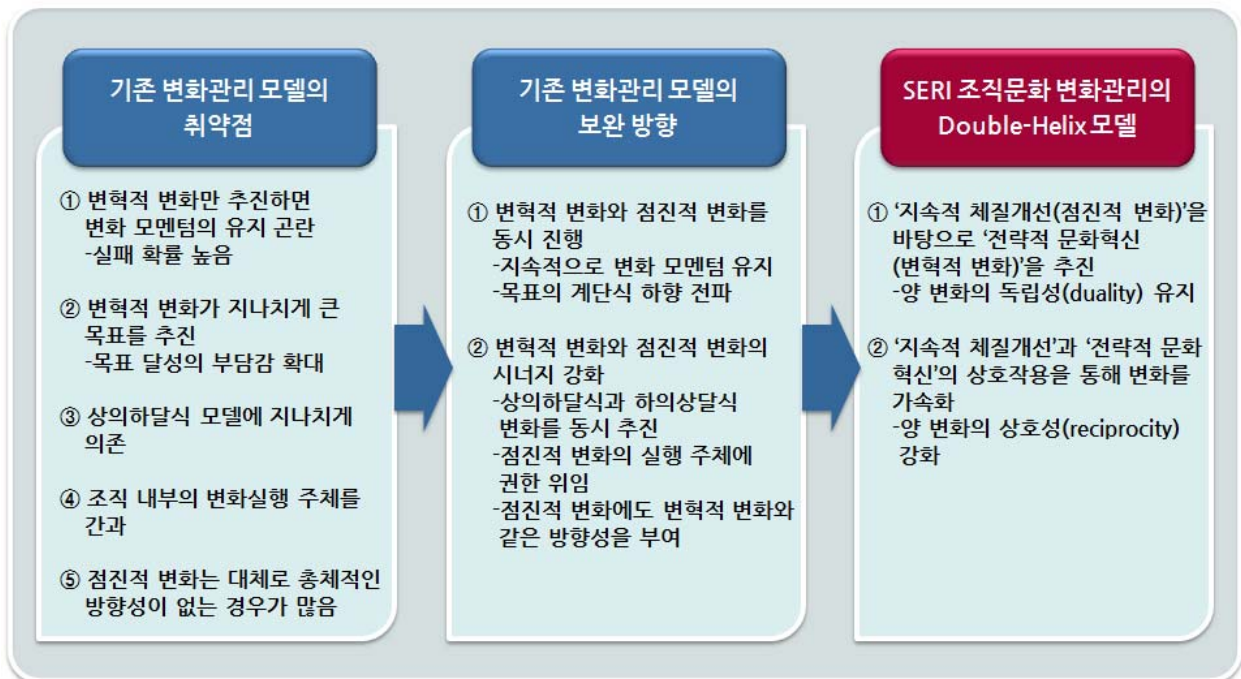 기존 변화관리 모델의
취약점
① 변혁적 변화만 추진하면
변화 모멘텀의 유지 곤란
-실패 확률 높음
② 변혁적 변화가 지나치게 큰
목표를 추진
-목표 달성의 부담감 확대
③ 상의하달식 모델에 지나치게
의존
④ 조직 내부의 변화실행 주체를
간과
⑤ 점진적 변화는 대체로 총체적인
방향성이 없는 경우가 많음
기존 변화관리 모델의
보완 방향
① 변혁적 변화와 점진적 변화를
동시 진행
-지속적으로 변화 모멘텀 유지
-목표의 계단식 하향 전파
② 변혁적 변화와 점진적 변화의
시너지 강화
-상의하달식과 하의상달식
변화를 동시 추진
-점진적 변화의 실행 주체에
권한 위임
-점진적 변화에도 변혁적 변화와
같은 방향성을 부여
SERI 조직문화 변화관리의
Double-Helix 모델
① ‘지속적 체질개선(점진적 변화)’을
바탕으로 ‘전략적 문화혁신
(변혁적 변화)’을 추진
-양 변화의 독립성(duality) 유지
② ‘지속적 체질개선’과 ‘전략적 문화
혁신’의 상호작용을 통해 변화를
가속화
-양 변화의 상호성(reciprocity)
강화